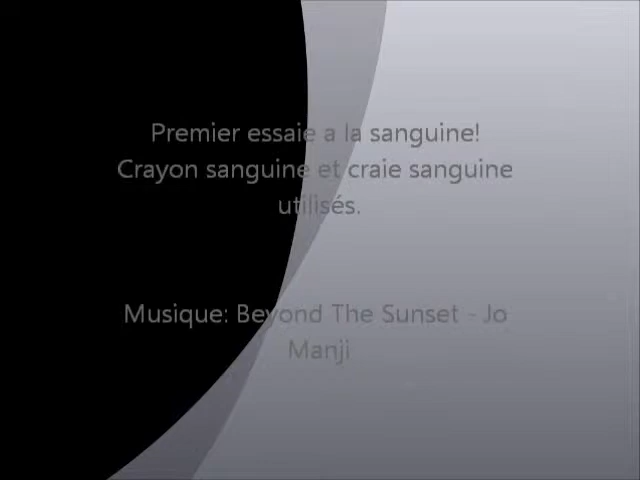 Premier essaie a la sanguine!
Crayon sanguine et craie sanguine
utilisés.
Musique: Beyond The Sunset - Jo
Manji